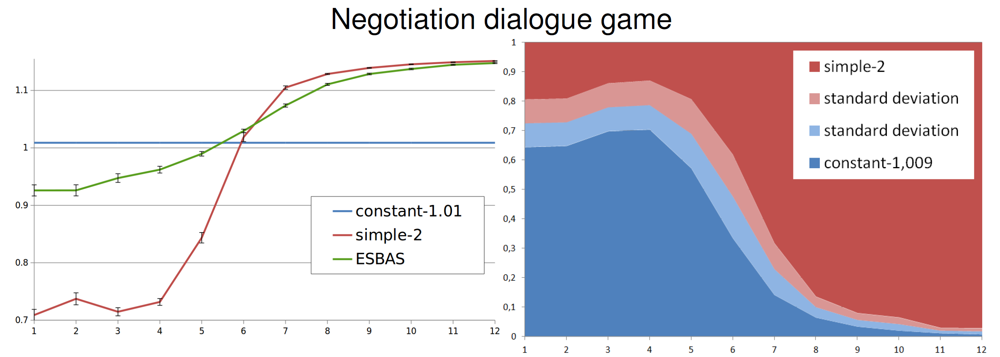 Negotiation dialogue game
1.1
1
0.9
0.8
0.7
1 2 3 4 5 6 7 8 9 10 11 12
constant-1.01
simple-2
ESBAS
1
0,9
0,8
0,7
0,6
0,5
0,4
0,3
0,2
0,1
0
1 2 3 4 5 6 7 8 9 10 11 12
simple-2
standard deviation
standard deviation
constant-1,009